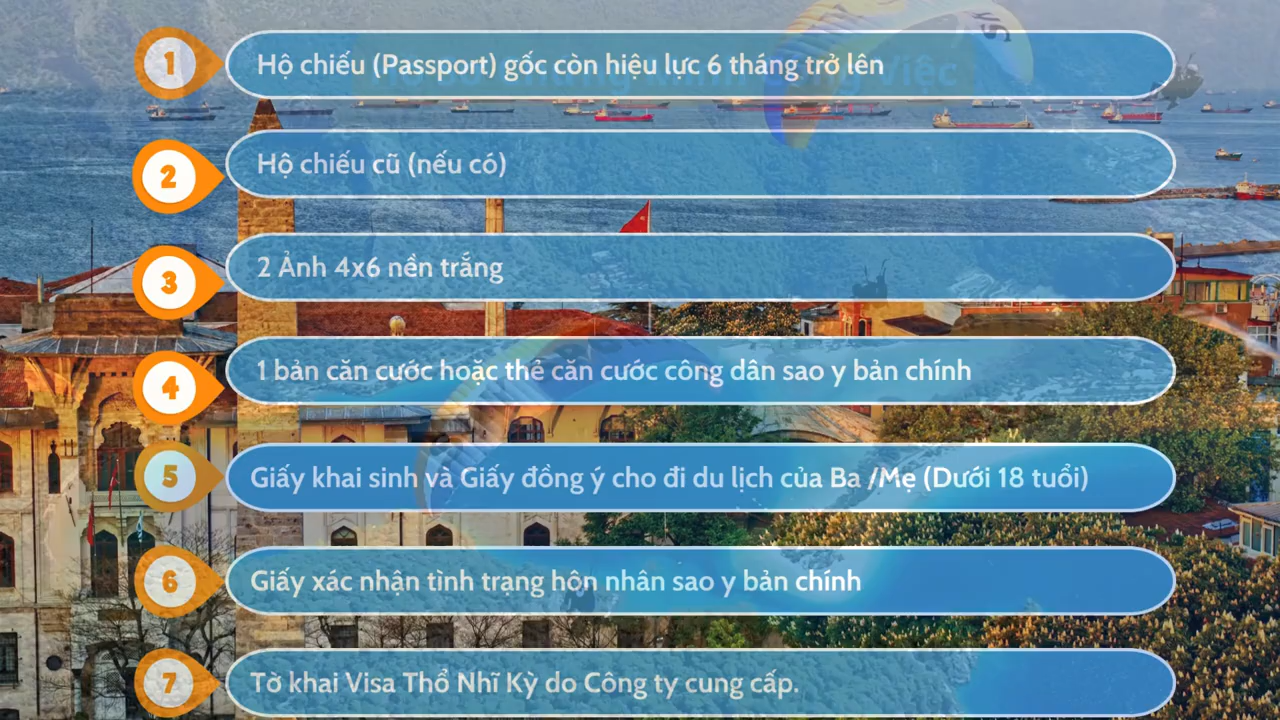 1
Hộ chiếu (Passport) gốc còn hiệu lực 6 tháng trở lên
Việc
2
Hộ chiếu cũ (nếu có)
3
2 Ảnh 4x6 nền trắng
4
1 bản căn cước hoặc thẻ căn cước công dân sao y bản chính
5
Giấy khai sinh và Giấy đồng ý cho đi du lịch của Ba /Mẹ (Dưới 18 tuổi)
6
Giấy xác nhận tình trạng hôn nhân sao y bản chính
7
Tờ khai Visa Thổ Nhĩ Kỳ do Công ty cung cấp.